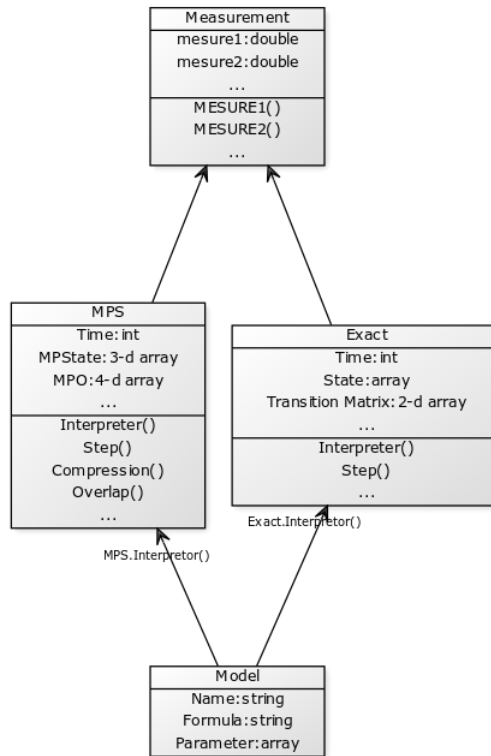 Measurement
mesure1:double
mesure2:double
...
MESURE1()
MESURE2()
...
MPS
Time:int
MPState:3-d array
MPO:4-d array
...
Interpreter()
Step()
Compression()
Overlap()
...
Exact
Time:int
State:array
Transition Matrix:2-d array
...
Interpreter()
Step()
...
MPS.Interpretor()
Exact.Interpretor()
Model
Name:string
Formula:string
Parameter:array